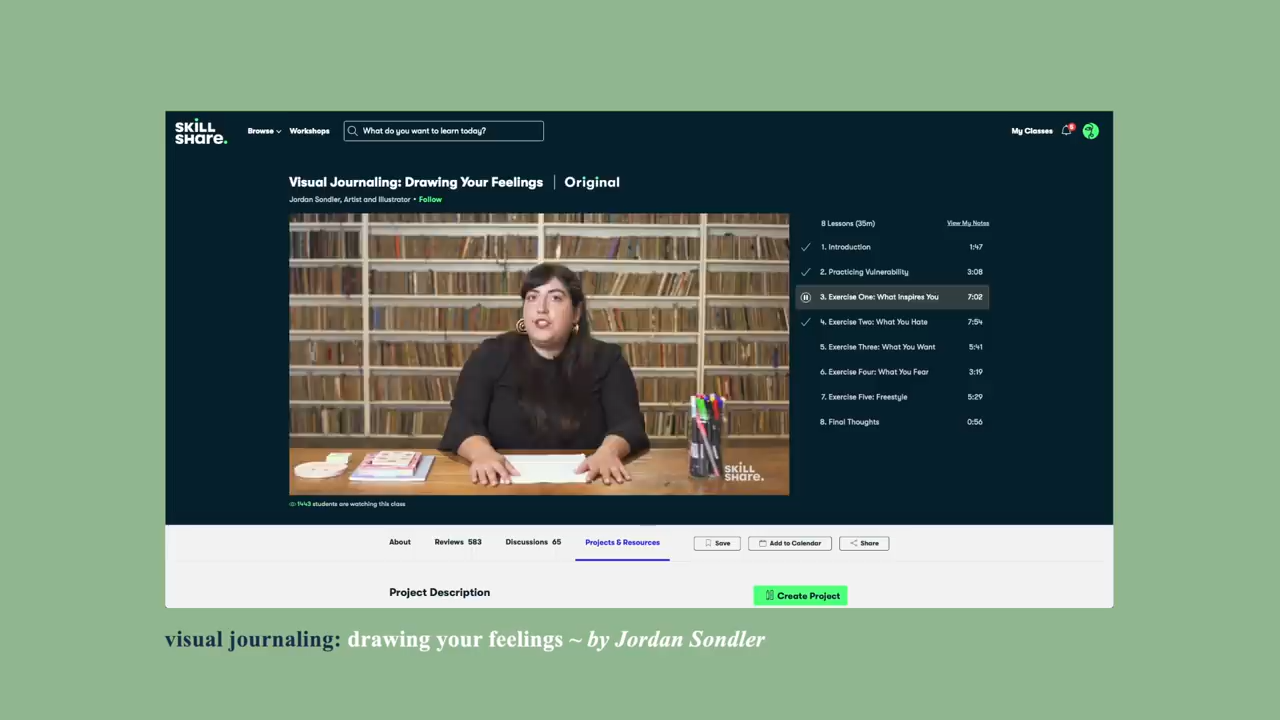 SKILL SHARE.
Browse Workshops What do you want to learn today? My Classes 6
Visual Journaling: Drawing Your Feelings | Original
Jordan Sondler, Artist and Illustrator • Follow
8 Lessons (35m) View My Notes
1. Introduction 1:47
2. Practicing Vulnerability 3:08
3. Exercise One: What Inspires You 7:02
4. Exercise Two: What You Hate 7:54
5. Exercise Three: What You Want 5:41
6. Exercise Four: What You Fear 3:19
7. Exercise Five: Freestyle 5:29
8. Final Thoughts 0:56
SKILL SHARE.
1443 students are watching this class
About Reviews 583 Discussions 65 Projects & Resources Save Add to Calendar Share
Project Description Create Project
visual journaling: drawing your feelings ~ by Jordan Sondler